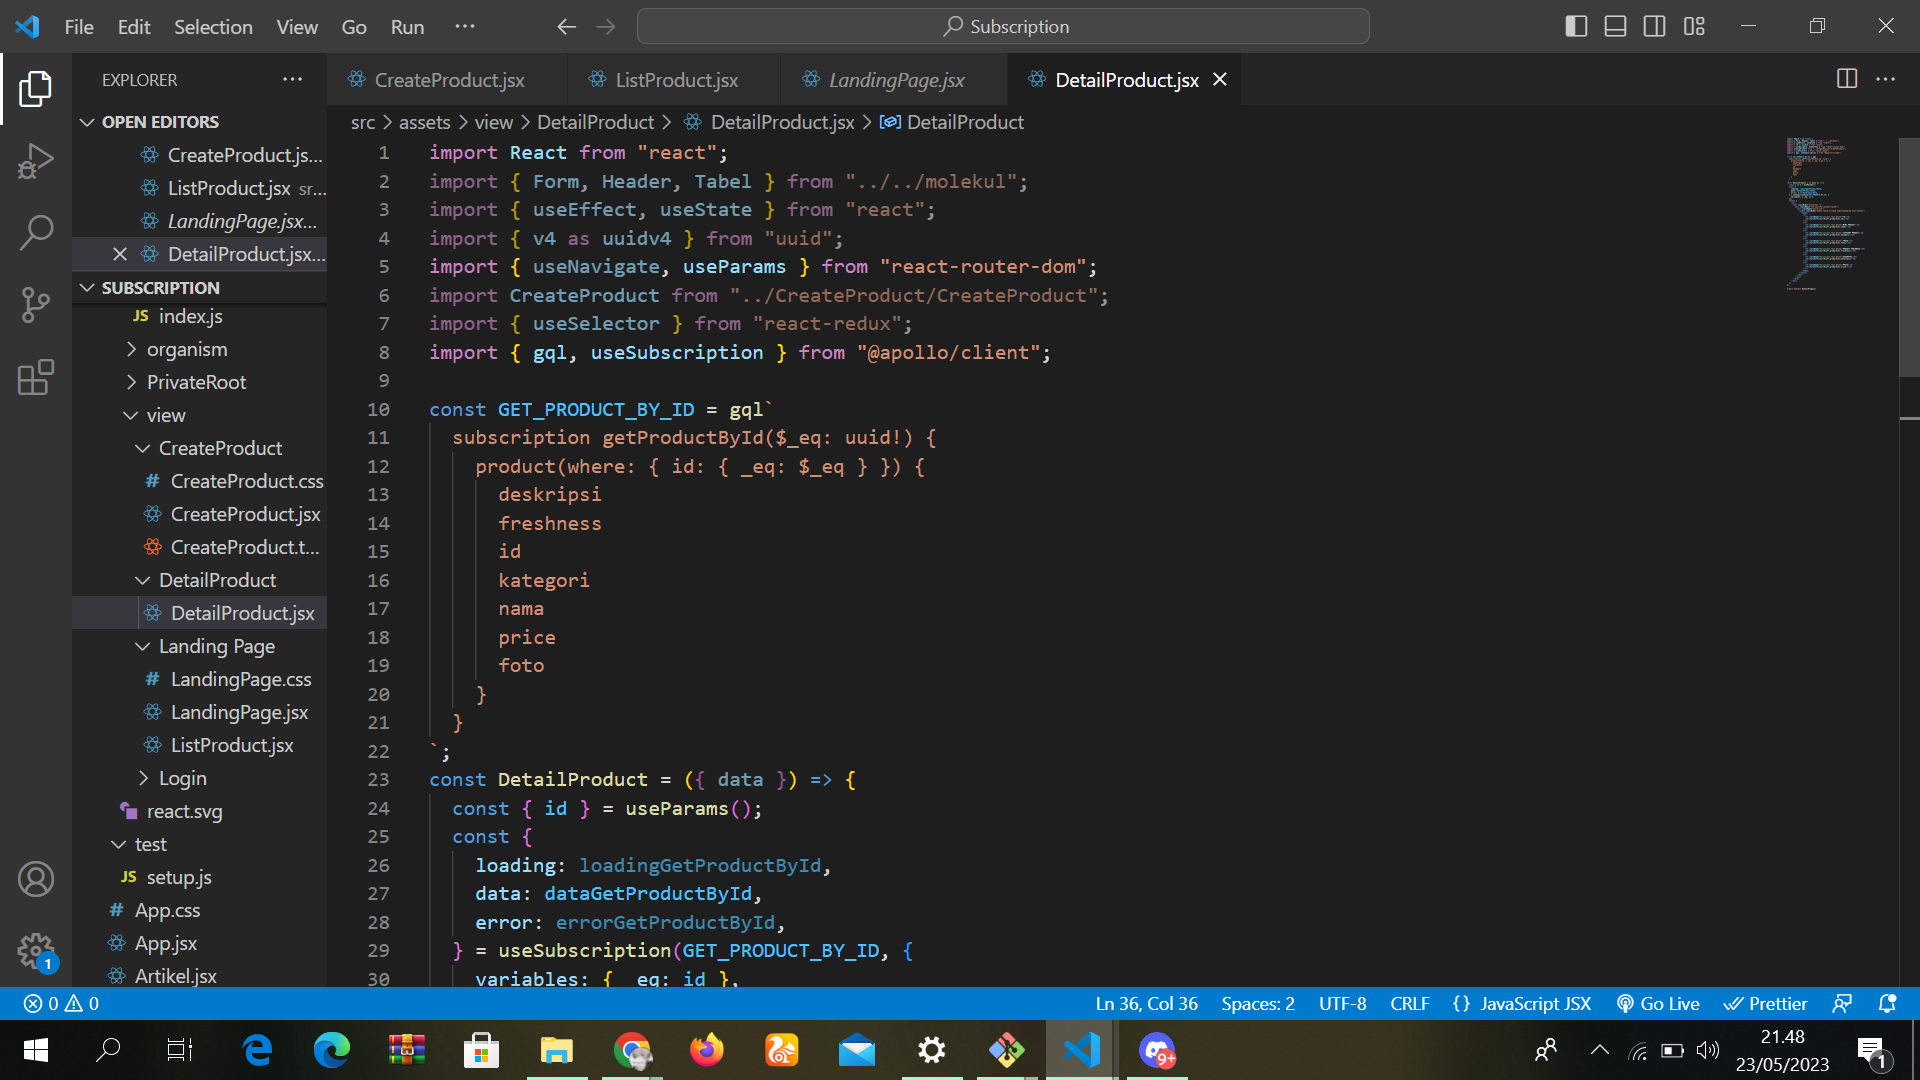 File Edit Selection View Go Run ··· Subscription
EXPLORER ···
CreateProduct.jsx ListProduct.jsx LandingPage.jsx DetailProduct.jsx
src > assets > view > DetailProduct > DetailProduct.jsx > DetailProduct
OPEN EDITORS
CreateProduct.js...
ListProduct.jsx sr...
LandingPage.jsx...
DetailProduct.jsx...
SUBSCRIPTION
index.js
organism
PrivateRoot
view
CreateProduct
CreateProduct.css
CreateProduct.jsx
CreateProduct.t...
DetailProduct
DetailProduct.jsx
Landing Page
LandingPage.css
LandingPage.jsx
ListProduct.jsx
Login
react.svg
test
JS setup.js
App.css
App.jsx
Artikel.jsx
1 import React from "react";
2 import { Form, Header, Tabel } from "../../molekul";
3 import { useEffect, useState } from "react";
4 import { v4 as uuidv4 } from "uuid";
5 import { useNavigate, useParams } from "react-router-dom";
6 import CreateProduct from "../CreateProduct/CreateProduct";
7 import { useSelector } from "react-redux";
8 import { gql, useSubscription } from "@apollo/client";
9
10 const GET_PRODUCT_BY_ID = gql`
11 subscription getProductById($_eq: uuid!) {
12 product(where: { id: { _eq: $_eq } }) {
13 deskripsi
14 freshness
15 id
16 kategori
17 nama
18 price
19 foto
20 }
21 }
22 `;
23 const DetailProduct = ({ data }) => {
24 const { id } = useParams();
25 const {
26 loading: loadingGetProductById,
27 data: dataGetProductById,
28 error: errorGetProductById,
29 } = useSubscription(GET_PRODUCT_BY_ID, {
30 variables: { _eq: id },
1
0 0 Ln 36, Col 36 Spaces: 2 UTF-8 CRLF {} JavaScript JSX Go Live Prettier
9+
21.48
23/05/2023
1